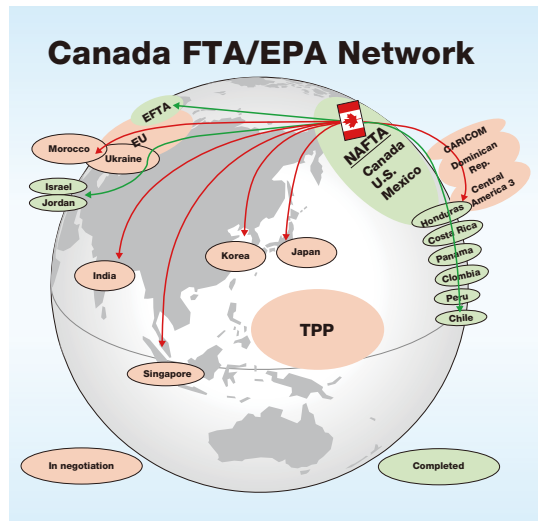 Canada FTA/EPA Network
EFTA
EU
Morocco
Ukraine
Israel
Jordan
NAFTA
Canada
U.S.
Mexico
CARICOM
Dominican
Rep.
Central
America 3
Honduras
Costa Rica
Panama
Clombia
Peru
Chile
Korea
Japan
India
TPP
Singapore
In negotiation
Completed